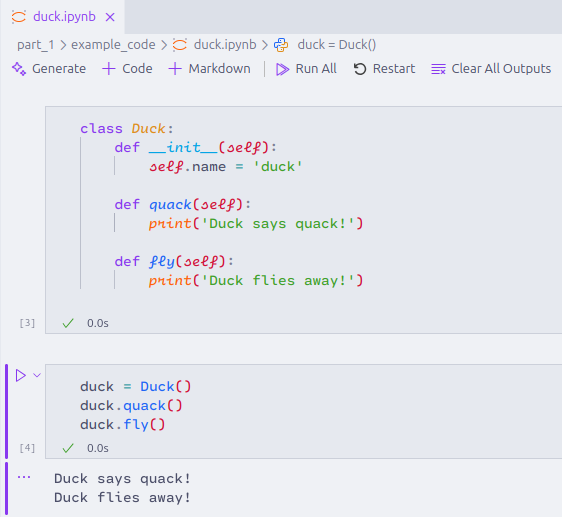 duck.ipynb ×
part_1 > example_code > duck.ipynb > duck = Duck()
Generate + Code + Markdown | Run All Restart Clear All Outputs
class Duck:
    def __init__(self):
        self.name = 'duck'
    def quack(self):
        print('Duck says quack!')
    def fly(self):
        print('Duck flies away!')
[3] ✓ 0.0s
duck = Duck()
duck.quack()
duck.fly()
[4] ✓ 0.0s
... Duck says quack!
Duck flies away!